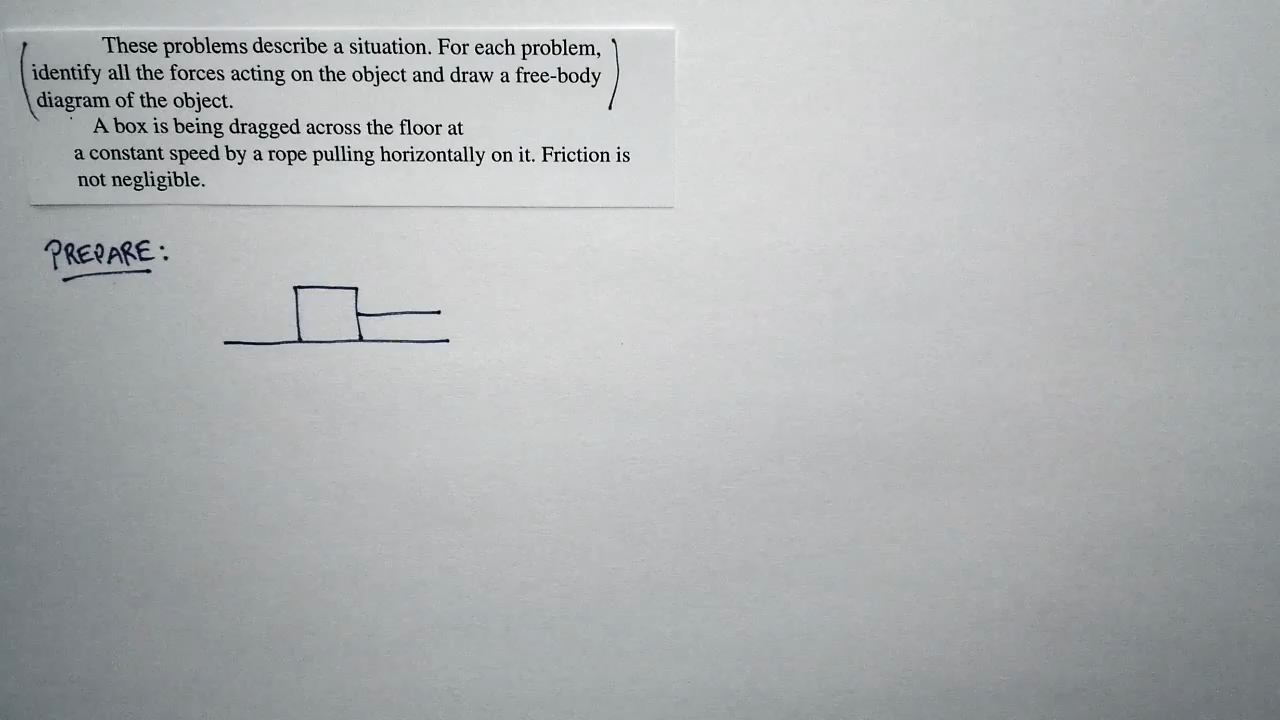 These problems describe a situation. For each problem,
identify all the forces acting on the object and draw a free-body
diagram of the object.
A box is being dragged across the floor at
a constant speed by a rope pulling horizontally on it. Friction is
not negligible.
PREPARE: